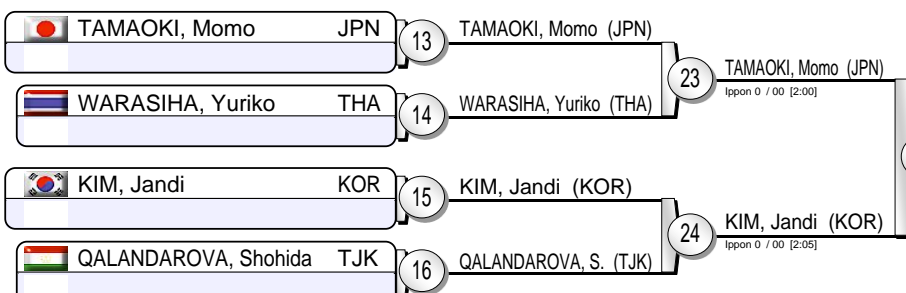 TAMAOKI, Momo JPN
13
TAMAOKI, Momo (JPN)
WARASIHA, Yuriko THA
14
WARASIHA, Yuriko (THA)
23
TAMAOKI, Momo (JPN)
Ippon 0 / 00 [2:00]
KIM, Jandi KOR
15
KIM, Jandi (KOR)
QALANDAROVA, Shohida TJK
16
QALANDAROVA, S. (TJK)
24
KIM, Jandi (KOR)
Ippon 0 / 00 [2:05]